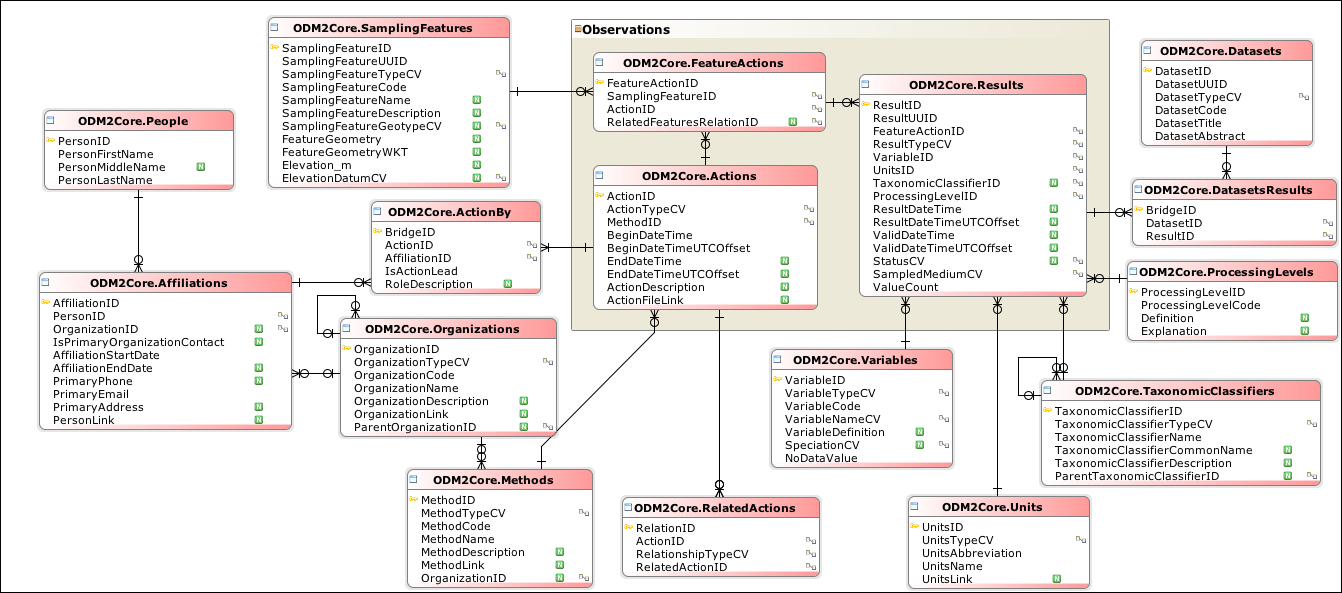 ODM2Core.SamplingFeatures
SamplingFeatureID
SamplingFeatureUUID
SamplingFeatureTypeCV
SamplingFeatureCode
SamplingFeatureName
N
SamplingFeatureDescription
N
SamplingFeatureGeotypeCV
N
FeatureGeometry
N
FeatureGeometryWKT
N
Elevation_m
N
ElevationDatumCV
N
Observations
ODM2Core.FeatureActions
FeatureActionID
SamplingFeatureID
ActionID
RelatedFeaturesRelationID
N
ODM2Core.Results
ResultID
ResultUUID
FeatureActionID
ResultTypeCV
VariableID
UnitsID
TaxonomicClassifierID
N
ProcessingLevelID
ResultDateTime
N
ResultDateTimeUTCOffset
N
ValidDateTime
N
ValidDateTimeUTCOffset
N
StatusCV
N
SampledMediumCV
ValueCount
ODM2Core.Datasets
DatasetID
DatasetUUID
DatasetTypeCV
DatasetCode
DatasetTitle
DatasetAbstract
ODM2Core.People
PersonID
PersonFirstName
PersonMiddleName
N
PersonLastName
ODM2Core.Actions
ActionID
ActionTypeCV
MethodID
BeginDateTime
BeginDateTimeUTCOffset
EndDateTime
N
EndDateTimeUTCOffset
N
ActionDescription
N
ActionFileLink
N
ODM2Core.DatasetsResults
BridgeID
DatasetID
ResultID
ODM2Core.ActionBy
BridgeID
ActionID
AffiliationID
IsActionLead
RoleDescription
N
ODM2Core.ProcessingLevels
ProcessingLevelID
ProcessingLevelCode
Definition
N
Explanation
N
ODM2Core.Affiliations
AffiliationID
PersonID
OrganizationID
N
IsPrimaryOrganizationContact
N
AffiliationStartDate
AffiliationEndDate
N
PrimaryPhone
N
PrimaryEmail
PrimaryAddress
N
PersonLink
N
ODM2Core.Organizations
OrganizationID
OrganizationTypeCV
OrganizationCode
OrganizationName
OrganizationDescription
N
OrganizationLink
N
ParentOrganizationID
N
ODM2Core.Variables
VariableID
VariableTypeCV
VariableCode
VariableNameCV
VariableDefinition
N
SpeciationCV
N
NoDataValue
ODM2Core.TaxonomicClassifiers
TaxonomicClassifierID
TaxonomicClassifierTypeCV
TaxonomicClassifierName
TaxonomicClassifierCommonName
N
TaxonomicClassifierDescription
N
ParentTaxonomicClassifierID
N
ODM2Core.Methods
MethodID
MethodTypeCV
MethodCode
MethodName
MethodDescription
N
MethodLink
N
OrganizationID
N
ODM2Core.RelatedActions
RelationID
ActionID
RelationshipTypeCV
RelatedActionID
ODM2Core.Units
UnitsID
UnitsTypeCV
UnitsAbbreviation
UnitsName
UnitsLink
N